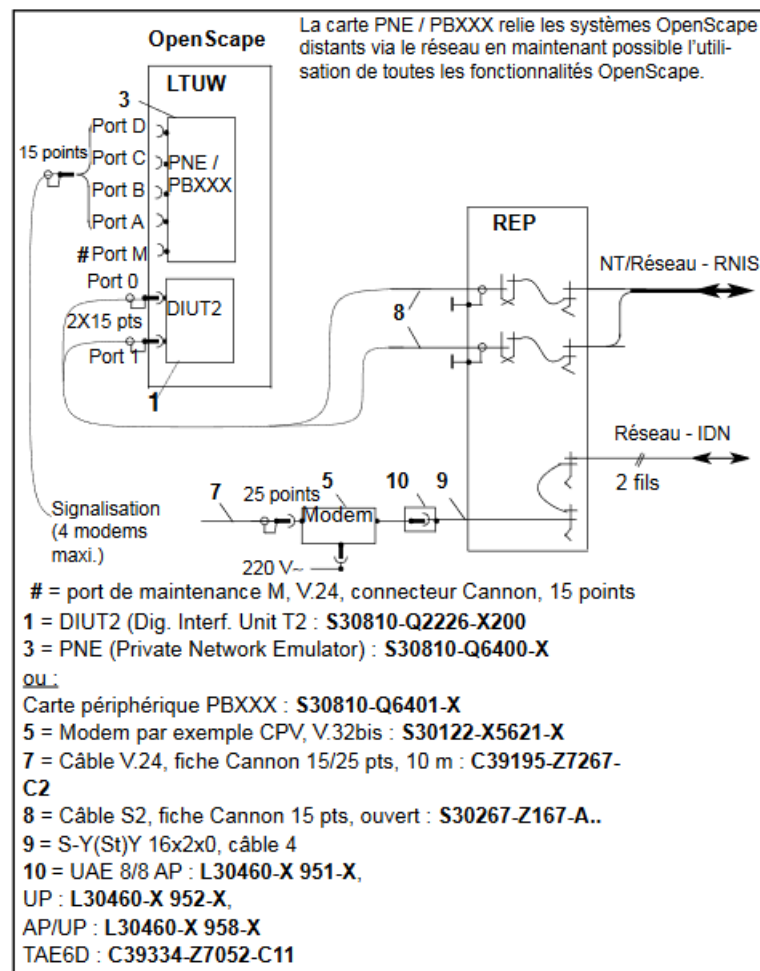 La carte PNE / PBXXX relie les systèmes OpenScape
distants via le réseau en maintenant possible l'utili-
sation de toutes les fonctionnalités OpenScape.
OpenScape
LTUW
3
Port D
15 points
Port C
PNE /
PBXXX
Port B
Port A
# Port M
REP
NT/Réseau - RNIS
Port 0
DIUT2
2X15 pts
8
Port 1
1
Réseau - IDN
2 fils
Signalisation
(4 modems
maxi.)
7
25 points
5
10
9
Modem
220 V~
# = port de maintenance M, V.24, connecteur Cannon, 15 points
1 = DIUT2 (Dig. Interf. Unit T2 : S30810-Q2226-X200
3 = PNE (Private Network Emulator) : S30810-Q6400-X
ou :
Carte périphérique PBXXX : S30810-Q6401-X
5 = Modem par exemple CPV, V.32bis : S30122-X5621-X
7 = Câble V.24, fiche Cannon 15/25 pts, 10 m : C39195-Z7267-
C2
8 = Câble S2, fiche Cannon 15 pts, ouvert : S30267-Z167-A..
9 = S-Y(St)Y 16x2x0, câble 4
10 = UAE 8/8 AP : L30460-X 951-X,
UP : L30460-X 952-X,
AP/UP : L30460-X 958-X
TAE6D : C39334-Z7052-C11